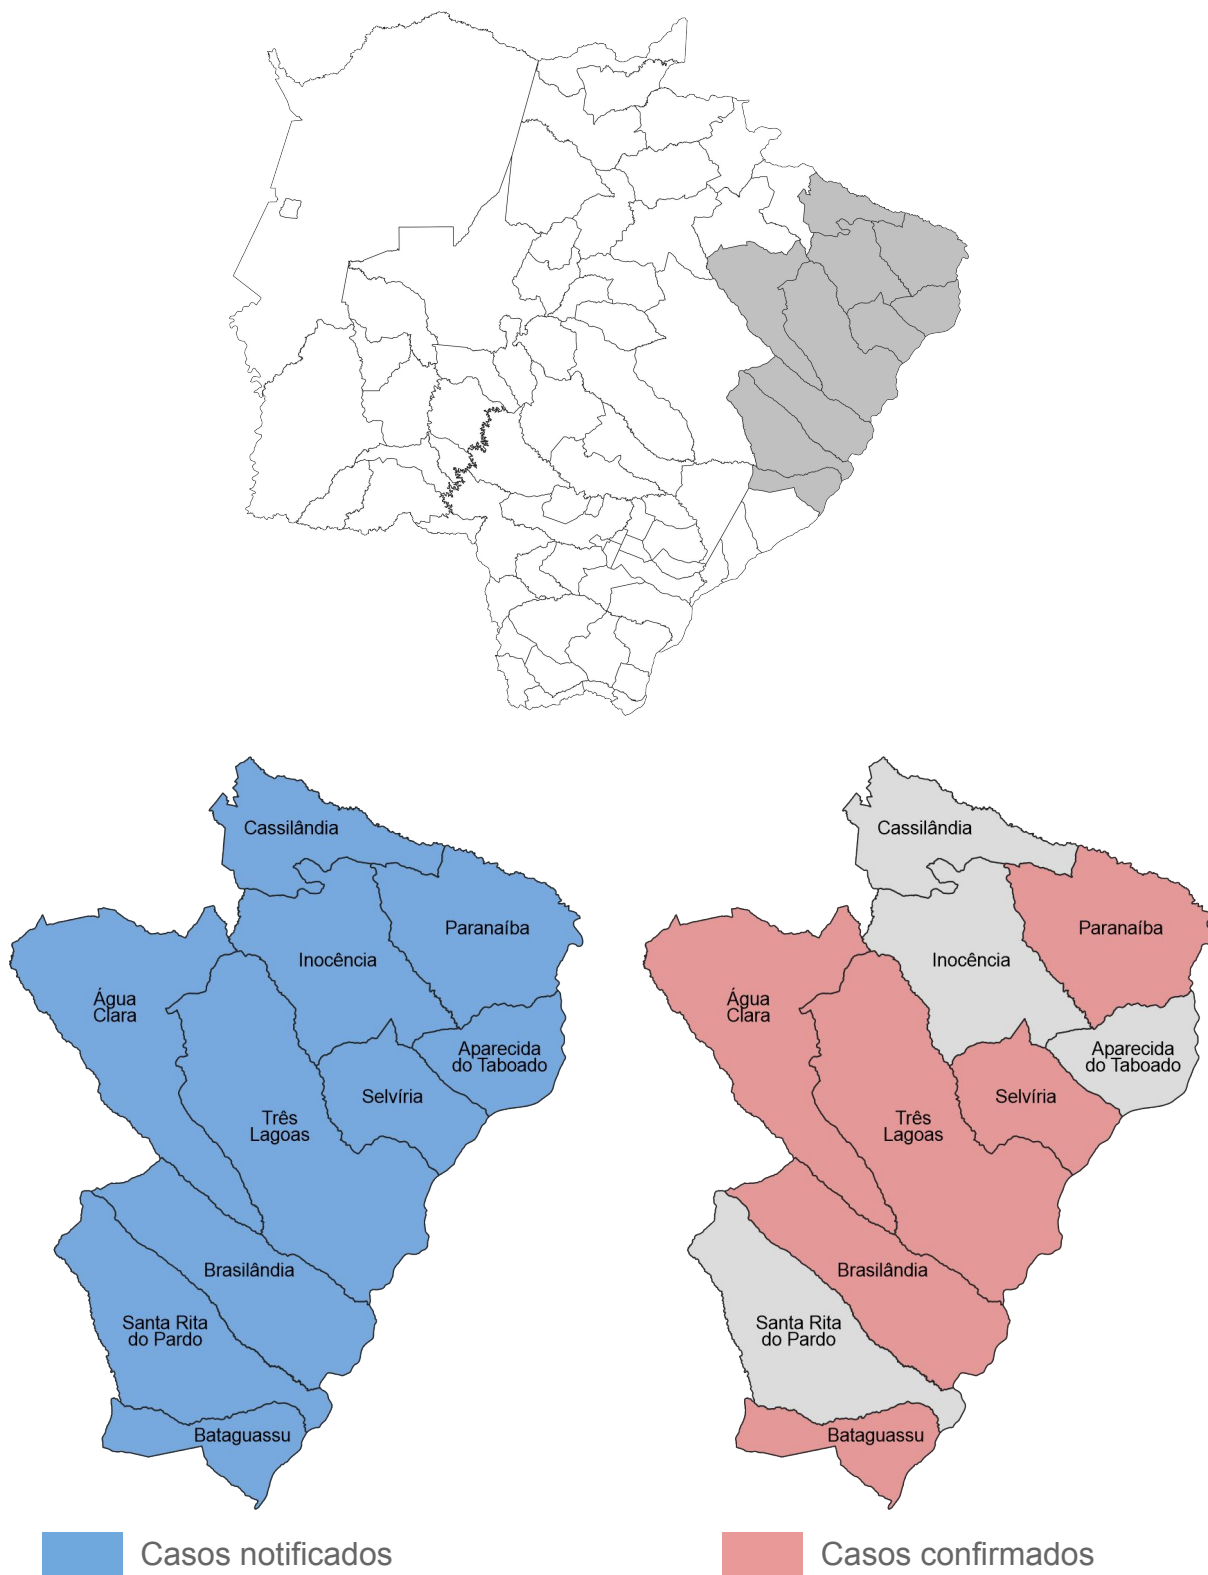 Cassilândia
Paranaíba
Inocência
Água
Clara
Aparecida
do Taboado
Selvíria
Três
Lagoas
Brasilândia
Santa Rita
do Pardo
Bataguassu
Casos notificados
Cassilândia
Paranaíba
Inocência
Água
Clara
Aparecida
do Taboado
Selvíria
Três
Lagoas
Brasilândia
Santa Rita
do Pardo
Bataguassu
Casos confirmados